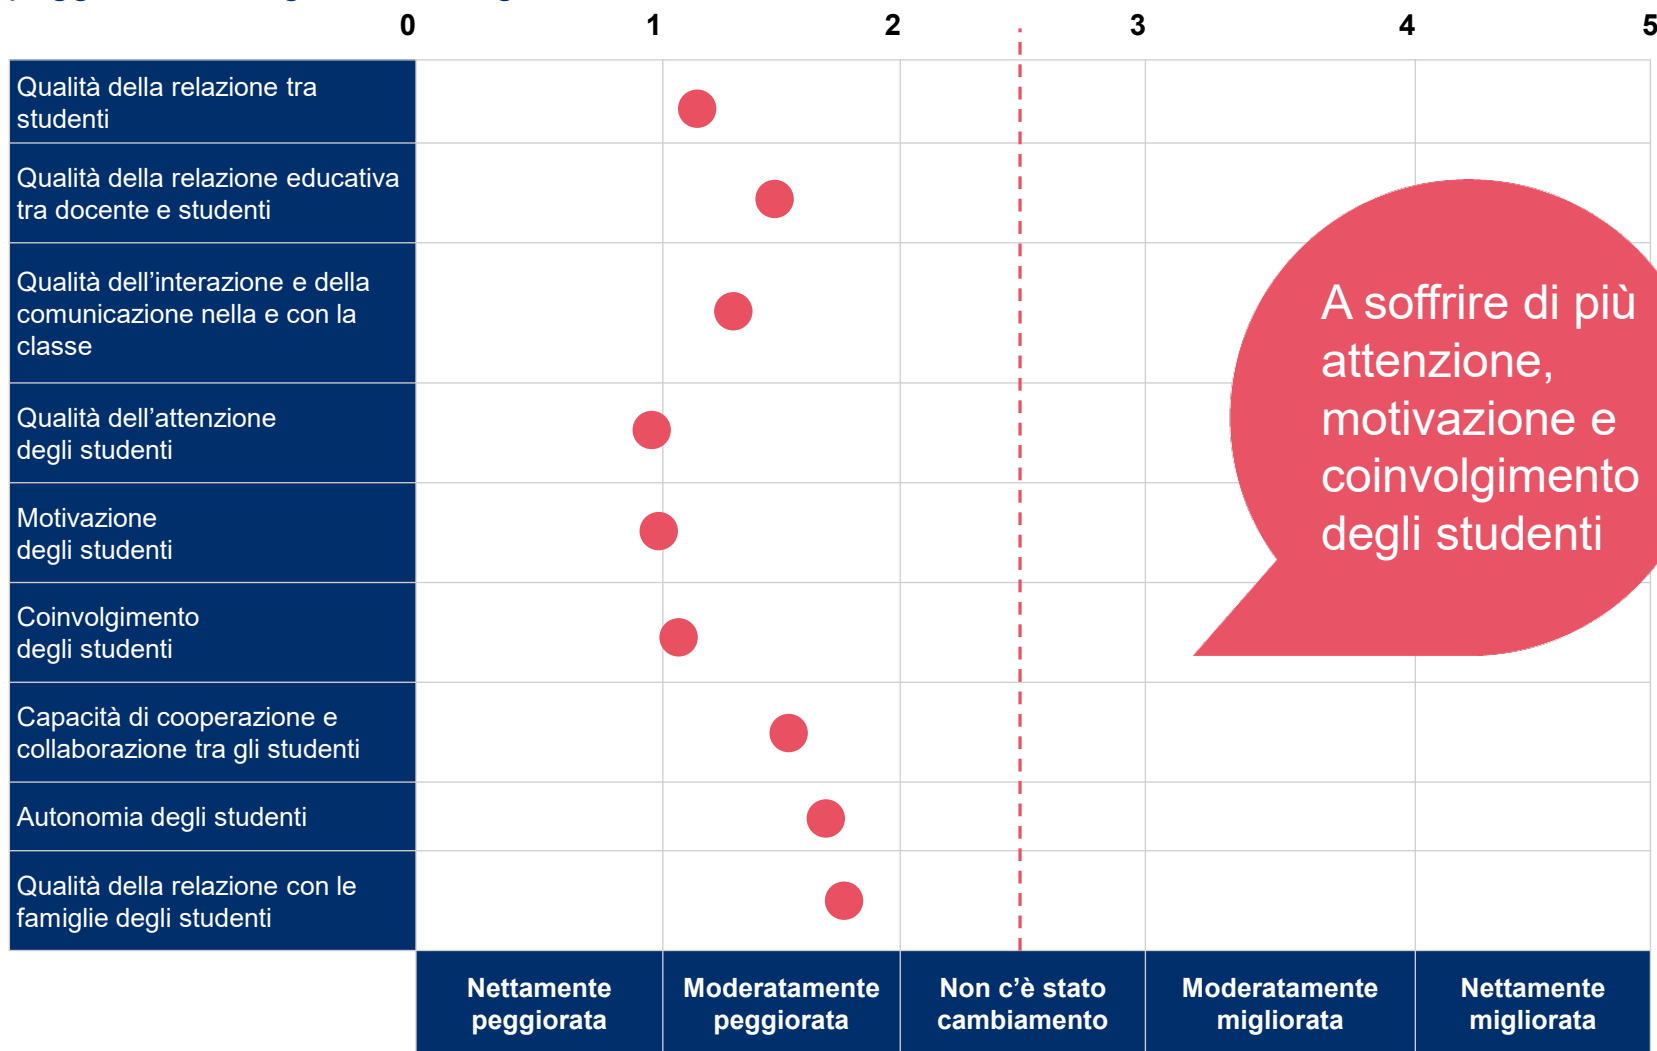 0 1 2 3 4 5
Qualità della relazione tra
studenti
Qualità della relazione educativa
tra docente e studenti
Qualità dell’interazione e della
comunicazione nella e con la
classe
Qualità dell’attenzione
degli studenti
Motivazione
degli studenti
Coinvolgimento
degli studenti
Capacità di cooperazione e
collaborazione tra gli studenti
Autonomia degli studenti
Qualità della relazione con le
famiglie degli studenti
A soffrire di più
attenzione,
motivazione e
coinvolgimento
degli studenti
Nettamente
peggiorata
Moderatamente
peggiorata
Non c’è stato
cambiamento
Moderatamente
migliorata
Nettamente
migliorata